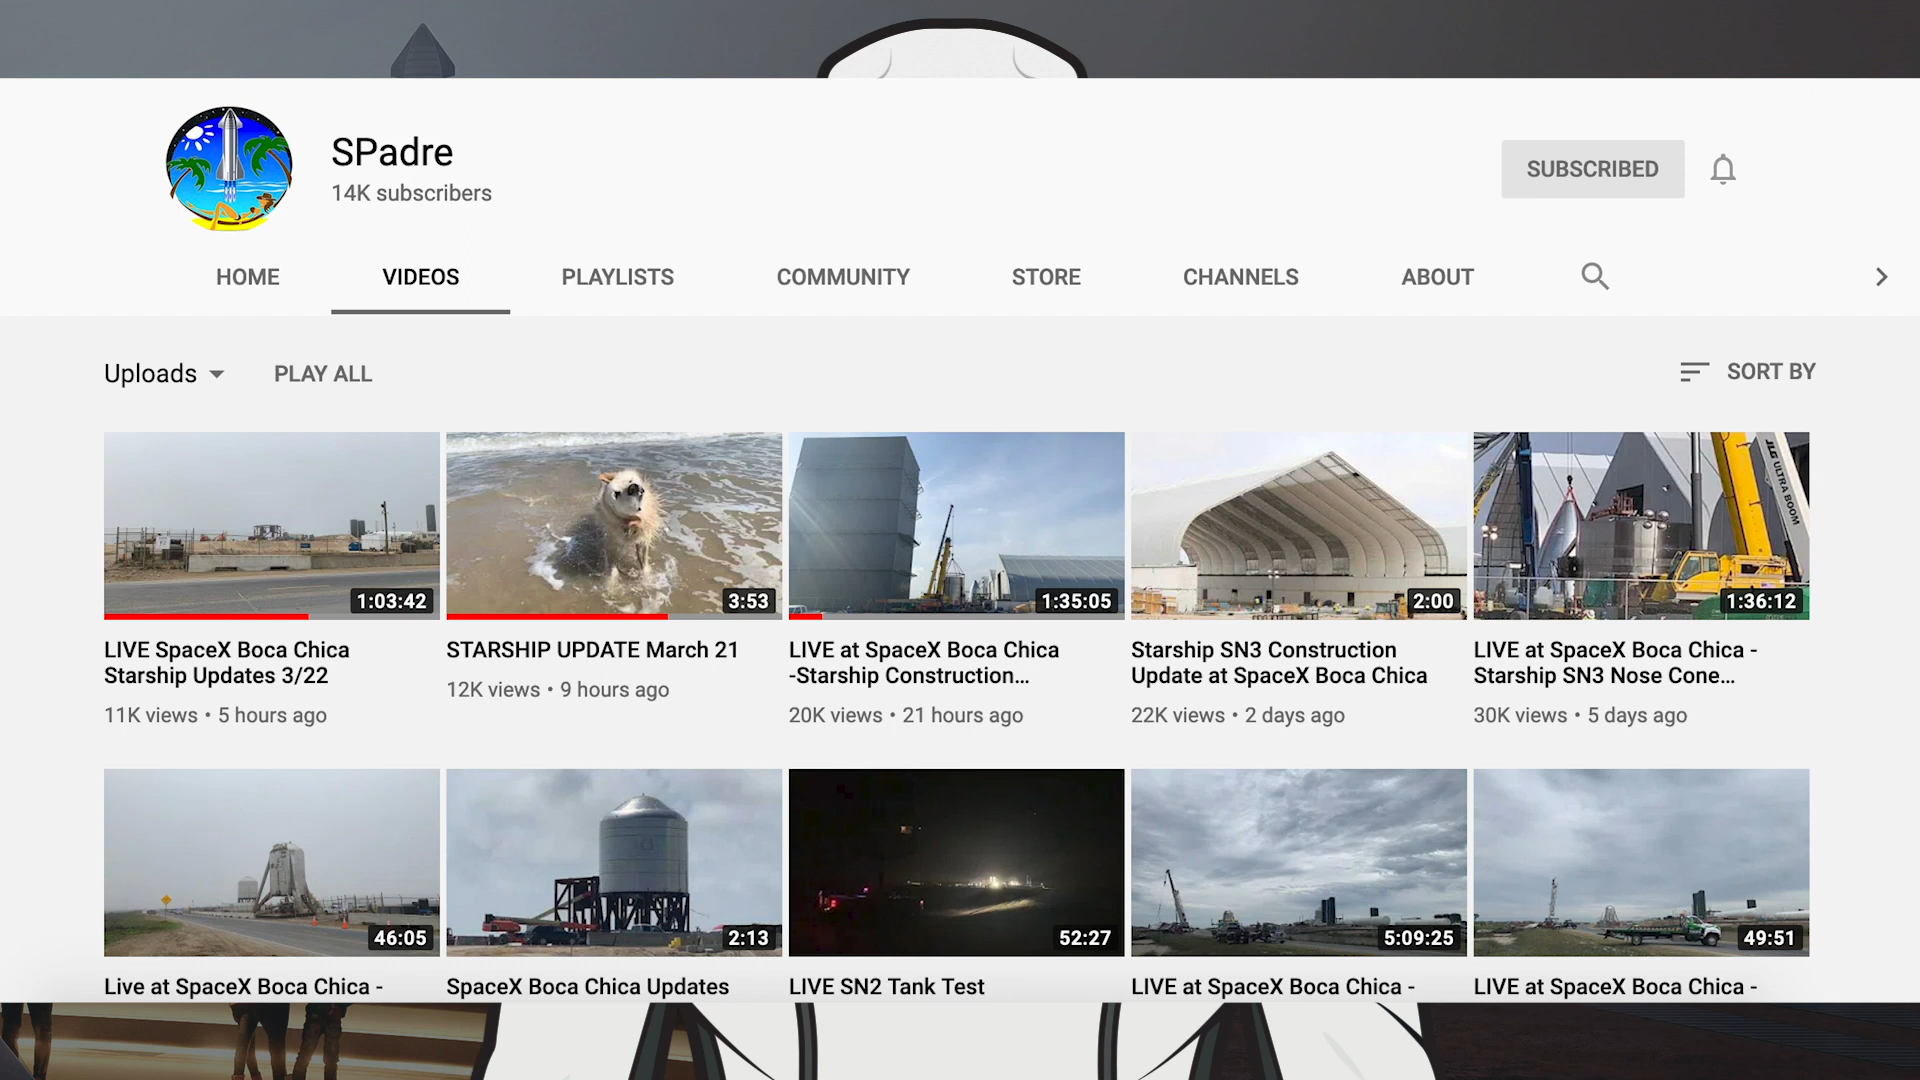 SPadre
14K subscribers
SUBSCRIBED
HOME
VIDEOS
PLAYLISTS
COMMUNITY
STORE
CHANNELS
ABOUT
Uploads
PLAY ALL
SORT BY
1:03:42
3:53
1:35:05
2:00
JLG ULTRA BOOM
1:36:12
LIVE SpaceX Boca Chica
Starship Updates 3/22
11K views • 5 hours ago
STARSHIP UPDATE March 21
12K views • 9 hours ago
LIVE at SpaceX Boca Chica
-Starship Construction...
20K views • 21 hours ago
Starship SN3 Construction
Update at SpaceX Boca Chica
22K views • 2 days ago
LIVE at SpaceX Boca Chica -
Starship SN3 Nose Cone...
30K views • 5 days ago
46:05
2:13
52:27
5:09:25
49:51
Live at SpaceX Boca Chica -
SpaceX Boca Chica Updates
LIVE SN2 Tank Test
LIVE at SpaceX Boca Chica -
LIVE at SpaceX Boca Chica -